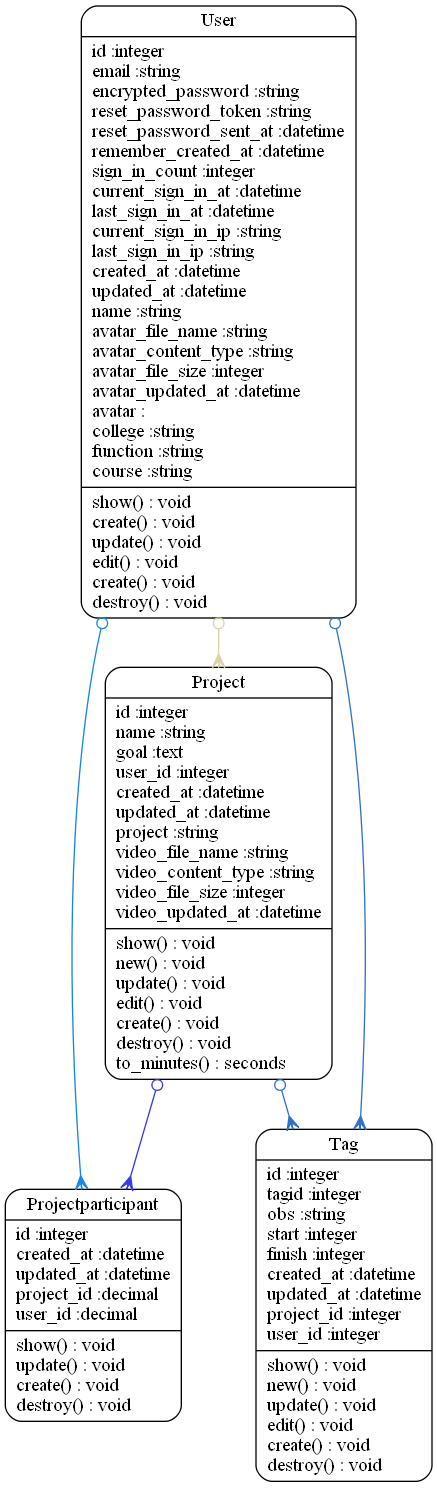 User
id :integer
email :string
encrypted_password :string
reset_password_token :string
reset_password_sent_at :datetime
remember_created_at :datetime
sign_in_count :integer
current_sign_in_at :datetime
last_sign_in_at :datetime
current_sign_in_ip :string
last_sign_in_ip :string
created_at :datetime
updated_at :datetime
name :string
avatar_file_name :string
avatar_content_type :string
avatar_file_size :integer
avatar_updated_at :datetime
avatar :
college :string
function :string
course :string
show() : void
create() : void
update() : void
edit() : void
create() : void
destroy() : void
Project
id :integer
name :string
goal :text
user_id :integer
created_at :datetime
updated_at :datetime
project :string
video_file_name :string
video_content_type :string
video_file_size :integer
video_updated_at :datetime
show() : void
new() : void
update() : void
edit() : void
create() : void
destroy() : void
to_minutes() : seconds
Projectparticipant
id :integer
created_at :datetime
updated_at :datetime
project_id :decimal
user_id :decimal
show() : void
update() : void
create() : void
destroy() : void
Tag
id :integer
tagid :integer
obs :string
start :integer
finish :integer
created_at :datetime
updated_at :datetime
project_id :integer
user_id :integer
show() : void
new() : void
update() : void
edit() : void
create() : void
destroy() : void